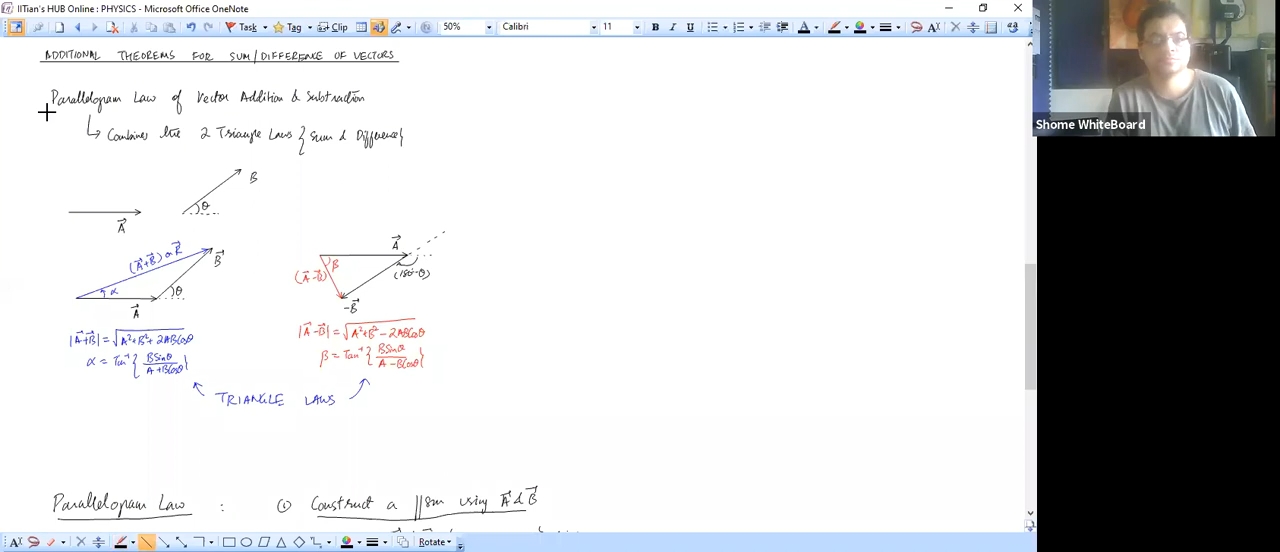 IITian's HUB Online : PHYSICS - Microsoft Office OneNote
Task
Tag
Clip
50%
Calibri
11
B I U
ADDITIONAL THEOREMS FOR SUM/DIFFERENCE OF VECTORS
Parallelogram Law of Vector Addition & Subtraction
↳ Combines the 2 Triangle Laws {Sum & Difference}
B
θ
A⃗
(A⃗+B⃗) or R⃗
B⃗
α
θ
A⃗
A⃗
β
(A⃗-B⃗)
(180-θ)
-B⃗
|A⃗+B⃗| = √A²+B²+2ABCosθ
α = Tan⁻¹ { BSinθ / A+BCosθ }
|A⃗-B⃗| = √A²+B²-2ABCosθ
β = Tan⁻¹ { BSinθ / A-BCosθ }
TRIANGLE LAWS
Parallelogram Law : (1) Construct a ||gm using A⃗ & B⃗
Rotate
Shome WhiteBoard